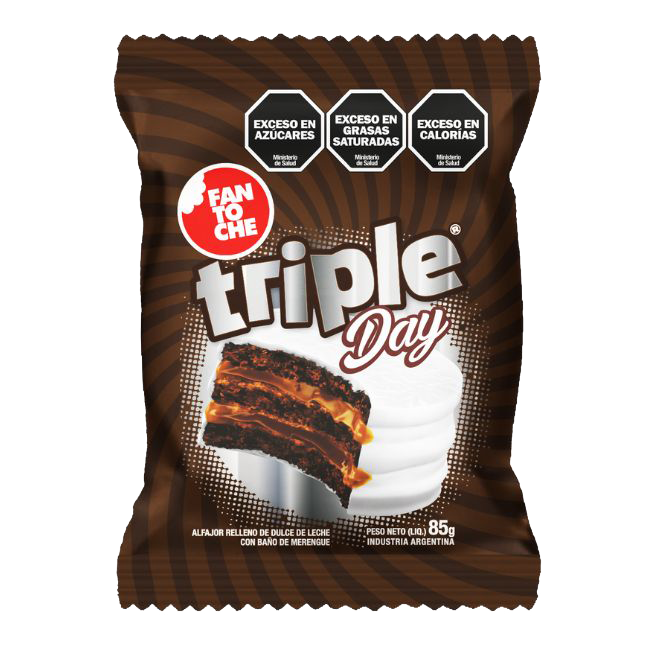 EXCESO EN
AZÚCARES
Ministerio
de Salud
EXCESO EN
GRASAS
SATURADAS
Ministerio
de Salud
EXCESO EN
CALORÍAS
Ministerio
de Salud
FAN
TO
CHE
triple®
Day
ALFAJOR RELLENO DE DULCE DE LECHE
CON BAÑO DE MERENGUE
PESO NETO (LIQ.) 85g
INDUSTRIA ARGENTINA